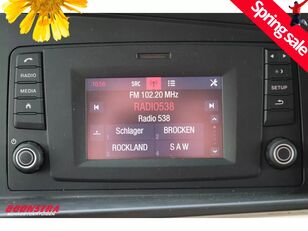 Spring sale
10:16 SRC
FM 102.20 MHz
RADIO538
Radio 538
Schlager BROCKEN
ROCKLAND S A W
RADIO
MEDIA
SETUP
BOONSTRA